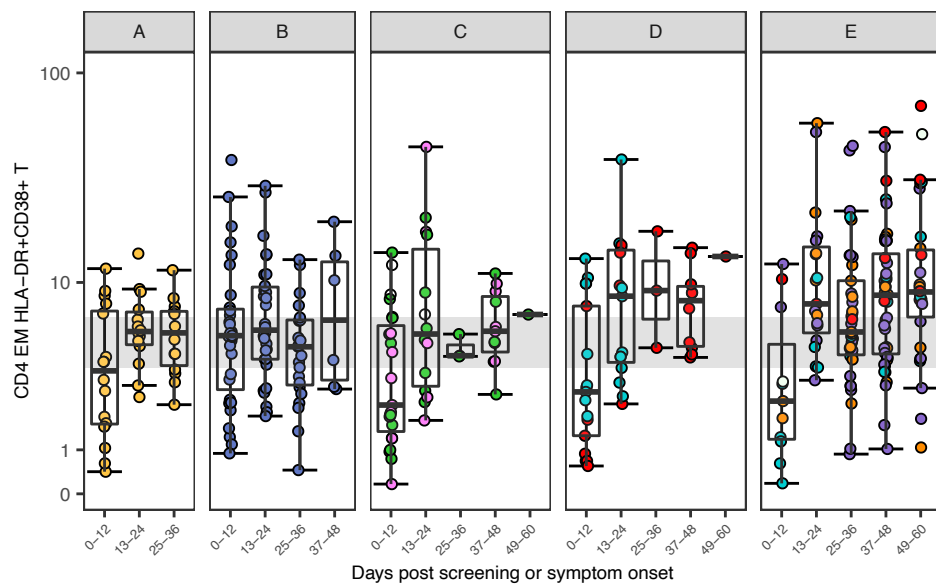 A B C D E
100
10
1
0
CD4 EM HLA−DR+CD38+ T
0−12 13−24 25−36 0−12 13−24 25−36 37−48 0−12 13−24 25−36 37−48 49−60 0−12 13−24 25−36 37−48 49−60 0−12 13−24 25−36 37−48 49−60
Days post screening or symptom onset